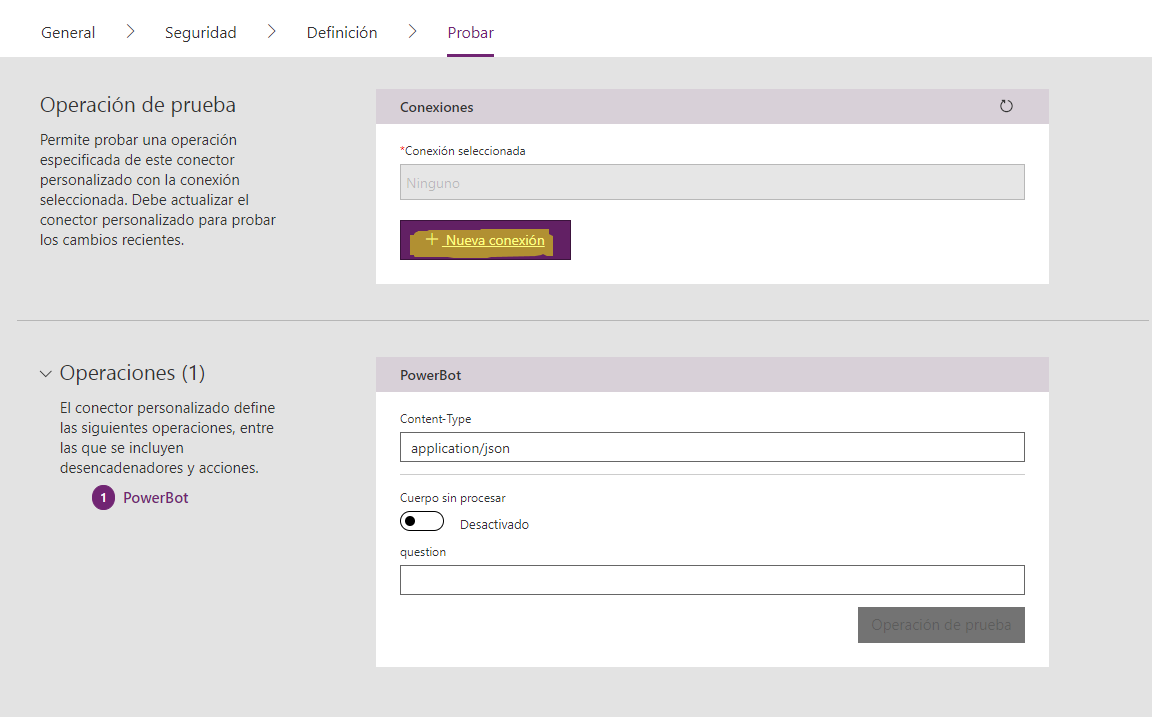 General
Seguridad
Definición
Probar
Operación de prueba
Permite probar una operación
especificada de este conector
personalizado con la conexión
seleccionada. Debe actualizar el
conector personalizado para probar
los cambios recientes.
Conexiones
*Conexión seleccionada
Ninguno
+ Nueva conexión
Operaciones (1)
El conector personalizado define
las siguientes operaciones, entre
las que se incluyen
desencadenadores y acciones.
1 PowerBot
PowerBot
Content-Type
application/json
Cuerpo sin procesar
Desactivado
question
Operación de prueba